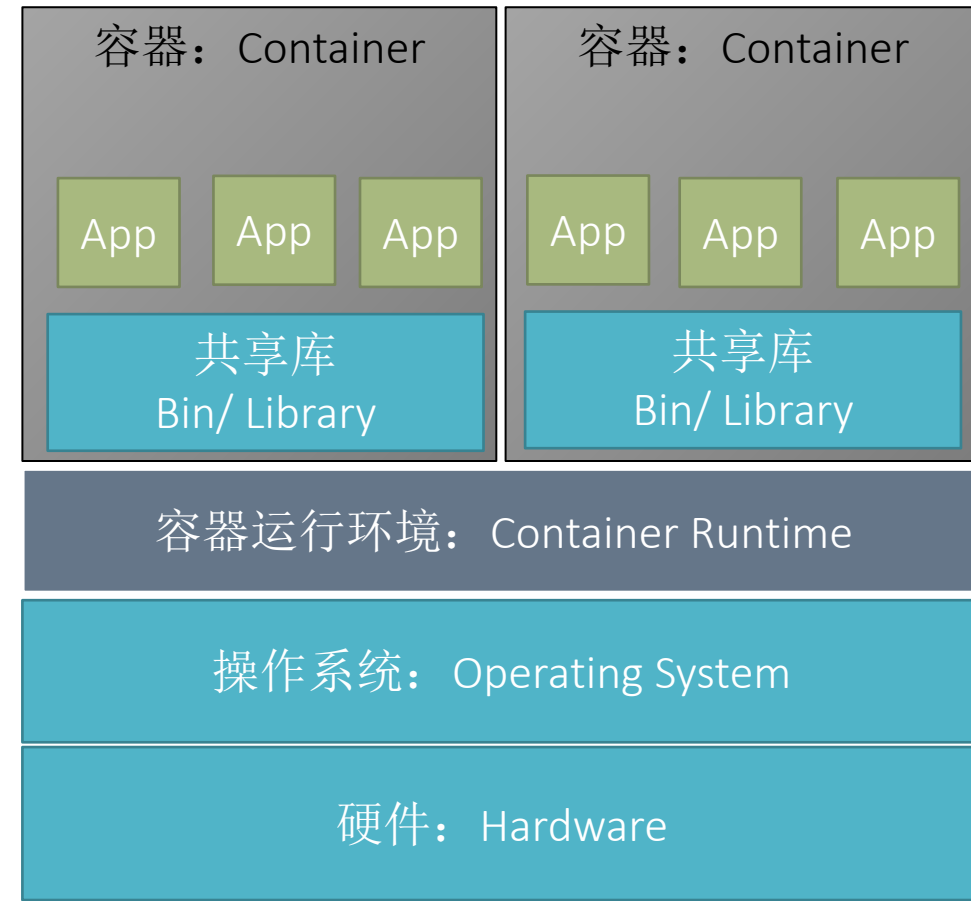 容器：Container
App
App
App
共享库
Bin/ Library
容器：Container
App
App
App
共享库
Bin/ Library
容器运行环境：Container Runtime
操作系统：Operating System
硬件：Hardware